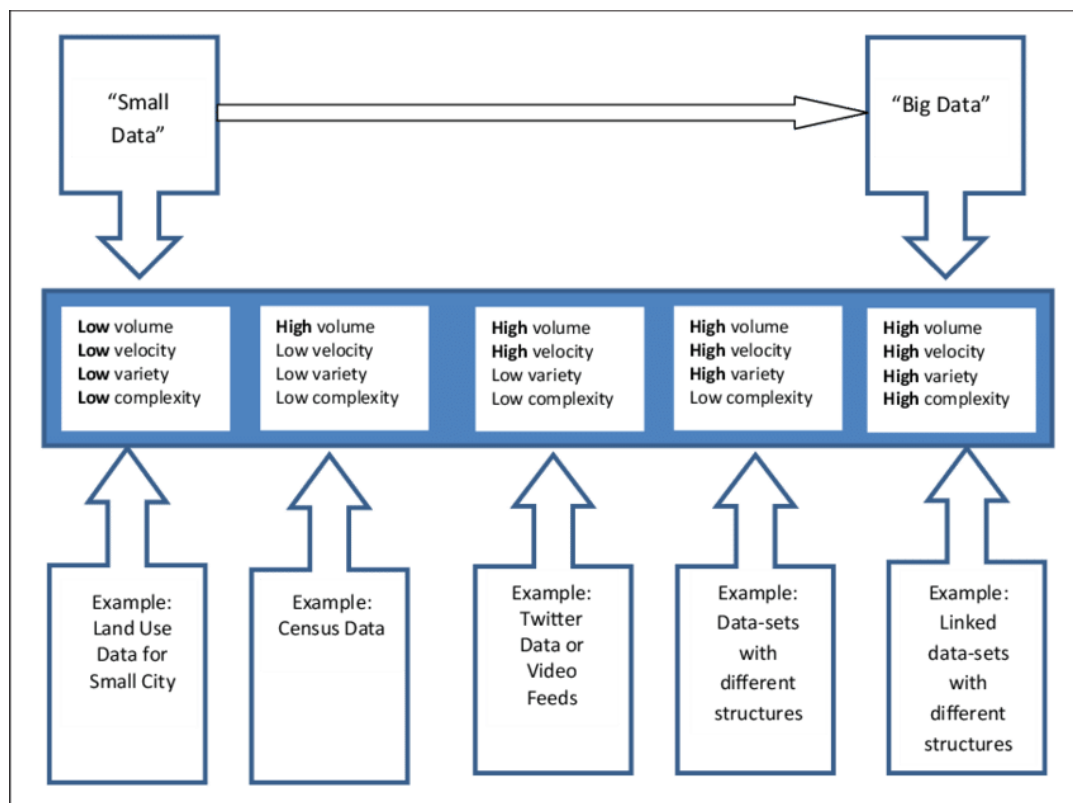 “Small
Data”
“Big Data”
Low volume
Low velocity
Low variety
Low complexity
High volume
Low velocity
Low variety
Low complexity
High volume
High velocity
Low variety
Low complexity
High volume
High velocity
High variety
Low complexity
High volume
High velocity
High variety
High complexity
Example:
Land Use
Data for
Small City
Example:
Census Data
Example:
Twitter
Data or
Video
Feeds
Example:
Data-sets
with
different
structures
Example:
Linked
data-sets
with
different
structures